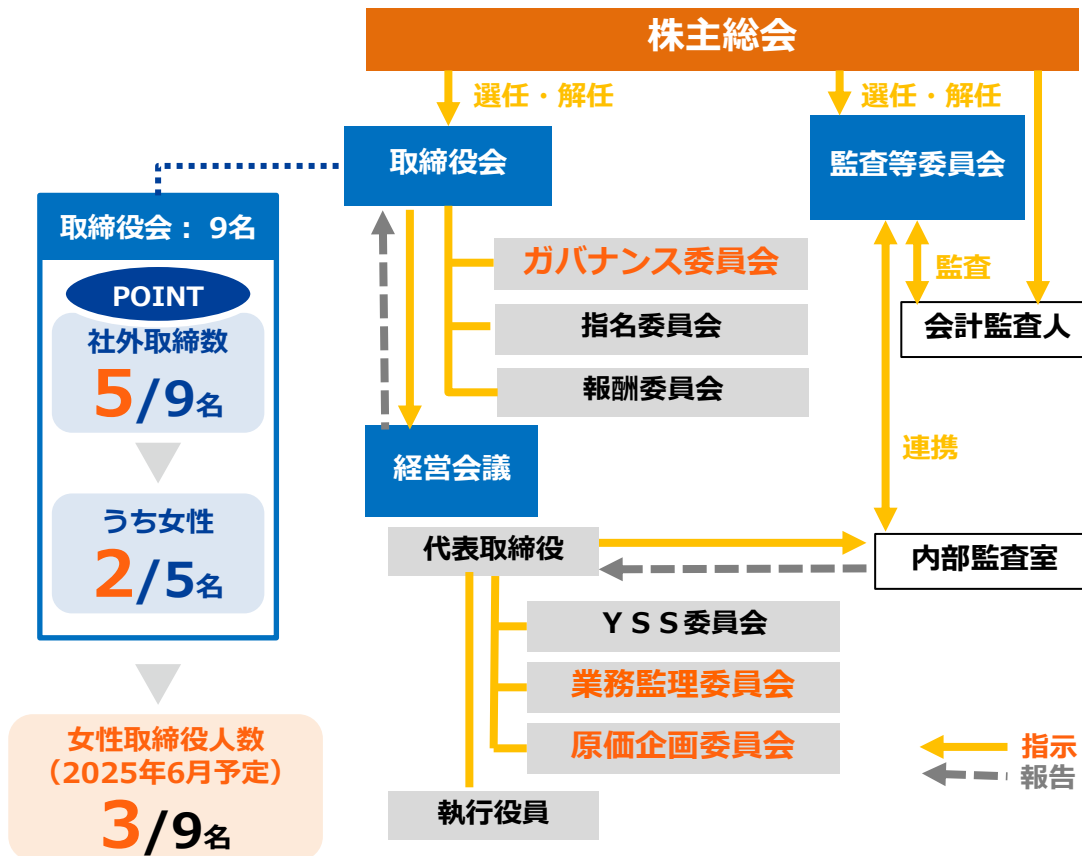 株主総会
選任・解任
選任・解任
取締役会
監査等委員会
取締役会： 9名
POINT
社外取締数
5/9名
うち女性
2/5名
女性取締役人数
（2025年6月予定）
3/9名
ガバナンス委員会
指名委員会
報酬委員会
監査
会計監査人
経営会議
連携
代表取締役
内部監査室
ＹＳＳ委員会
業務監理委員会
原価企画委員会
執行役員
指示
報告